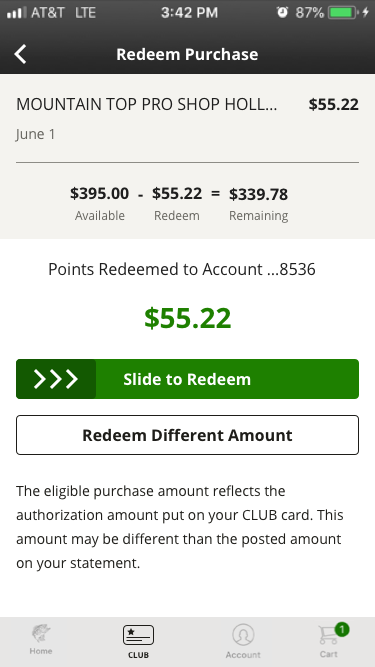 AT&T LTE 3:42 PM 87%
Redeem Purchase
MOUNTAIN TOP PRO SHOP HOLL... $55.22
June 1
$395.00 - $55.22 = $339.78
Available Redeem Remaining
Points Redeemed to Account ...8536
$55.22
>>> Slide to Redeem
Redeem Different Amount
The eligible purchase amount reflects the
authorization amount put on your CLUB card. This
amount may be different than the posted amount
on your statement.
1
Home CLUB Account Cart